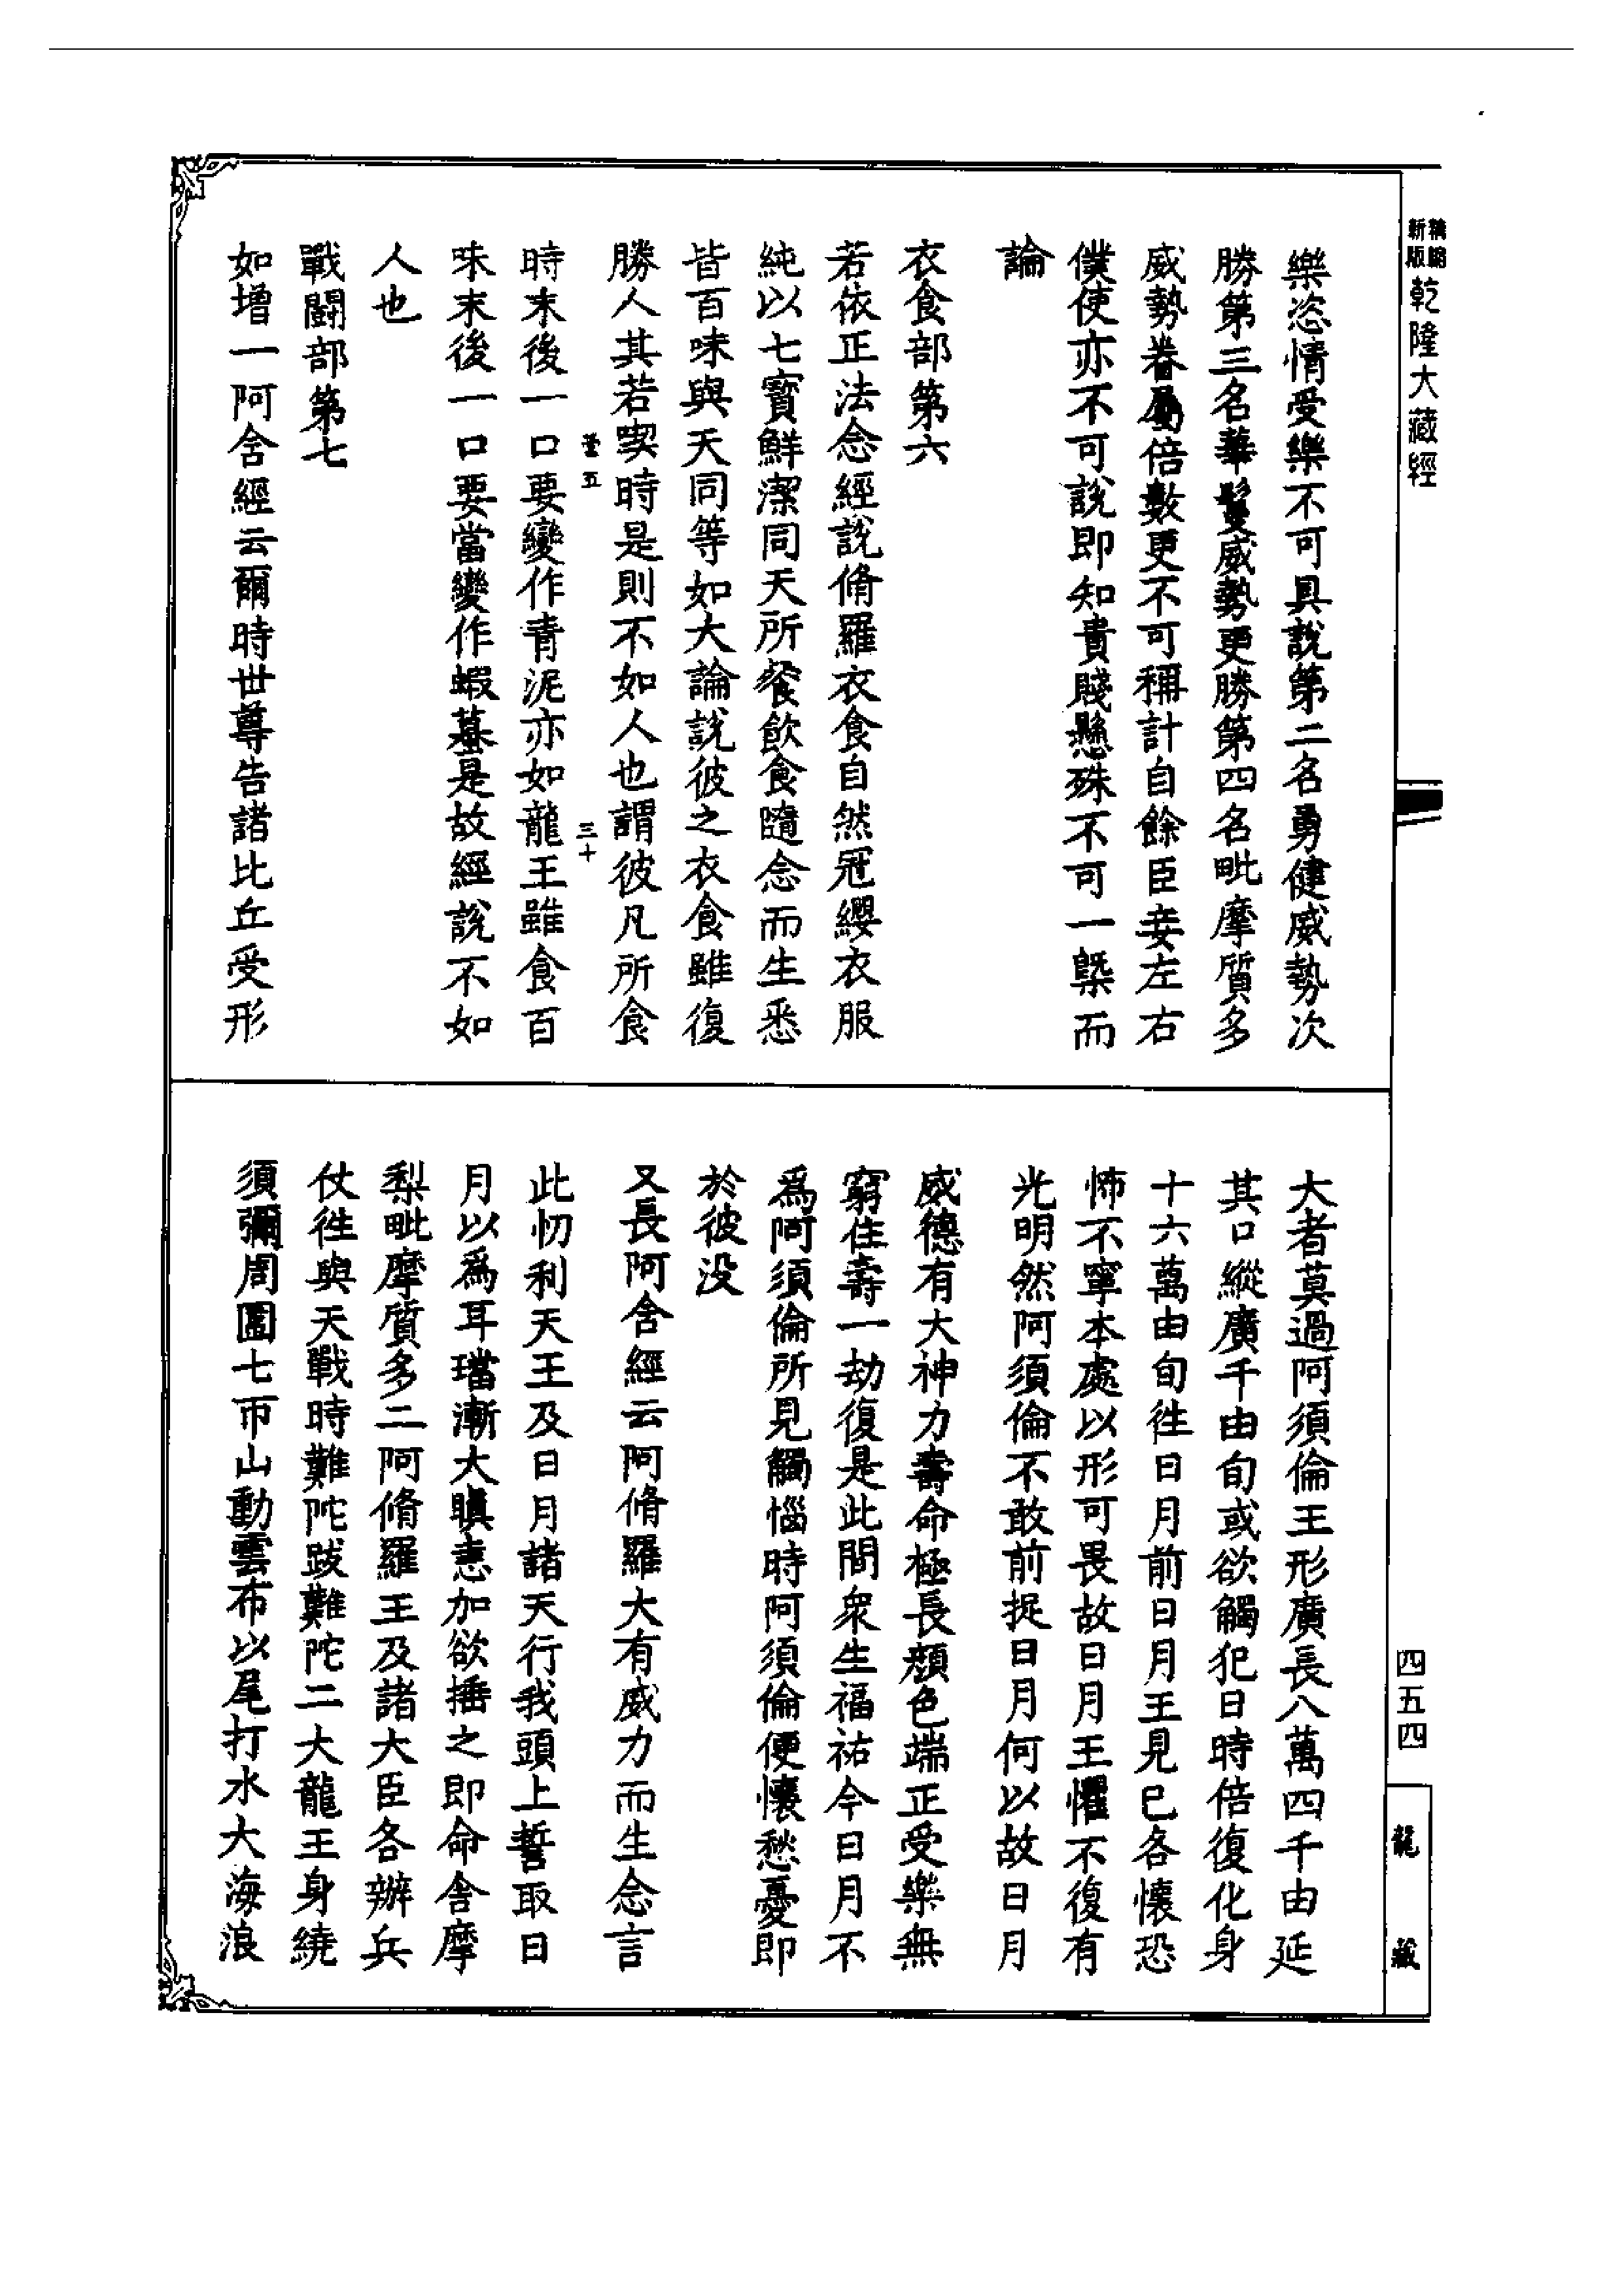 新版
精縮
乾隆大藏經
四五四
龍藏
樂恣情受樂不可具說第二名勇健威勢次
勝第三名華鬘威勢更勝第四名毗摩質多
威勢眷屬倍數更不可稱計自餘臣妾左右
僕使亦不可說即知貴賤懸殊不可一槩而
論
衣食部第六
若依正法念經說脩羅衣食自然冠纓衣服
純以七寶鮮潔同天所餐飲食隨念而生悉
皆百味與天同等如大論說彼之衣食雖復
勝人其若喫時是則不如人也謂彼凡所食
五 三十
時末後一口要變作青泥亦如龍王雖食百
味末後一口要當變作蝦蟇是故經說不如
人也
戰鬪部第七
如增一阿含經云爾時世尊告諸比丘受形
大者莫過阿須倫王形廣長八萬四千由延
其口縱廣千由旬或欲觸犯日時倍復化身
十六萬由旬徃日月前日月王見已各懷恐
怖不寧本處以形可畏故日月王懼不復有
光明然阿須倫不敢前捉日月何以故日月
威德有大神力壽命極長顏色端正受樂無
窮住壽一劫復是此間衆生福祐今日月不
爲阿須倫所見觸惱時阿須倫便懷愁憂即
於彼没
又長阿含經云阿脩羅大有威力而生念言
此忉利天王及日月諸天行我頭上誓取日
月以爲耳璫漸大瞋恚加欲捶之即命舍摩
梨毗摩質多二阿脩羅王及諸大臣各辦兵
仗徃與天戰時難陀跋難陀二大龍王身繞
須彌周圍七帀山動雲布以尾打水大海浪